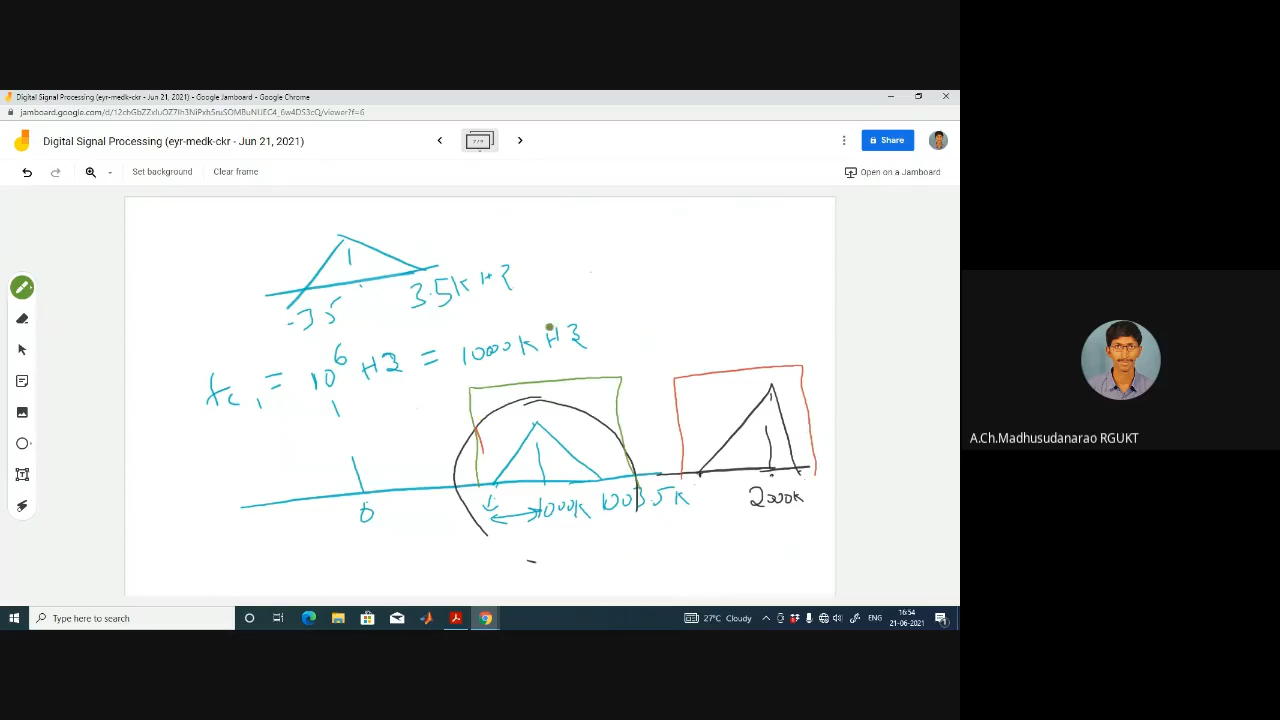 Digital Signal Processing (eyr-medk-ckr - Jun 21, 2021) - Google Jamboard - Google Chrome
Digital Signal Processing (eyr-medk-ckr - Jun 21, 2021)
7 / 9
Share
Set background
Clear frame
Open on a Jamboard
1
-3.5
3.5KHz
fc1 = 10^6 Hz = 1000KHz
0
1000K
1003.5K
2000K
A.Ch.Madhusudanarao RGUKT
Type here to search
27°C Cloudy
ENG
16:54
21-06-2021